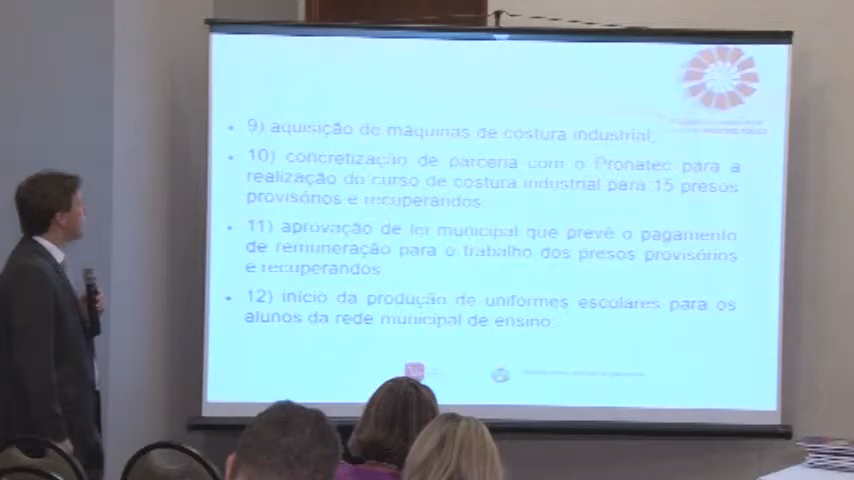 • 9) aquisição de máquinas de costura industrial;
• 10) concretização de parceria com o Pronatec para a
realização do curso de costura industrial para 15 presos
provisórios e recuperandos.
• 11) aprovação de lei municipal que prevê o pagamento
de remuneração para o trabalho dos presos provisórios
e recuperandos
• 12) início da produção de uniformes escolares para os
alunos da rede municipal de ensino;